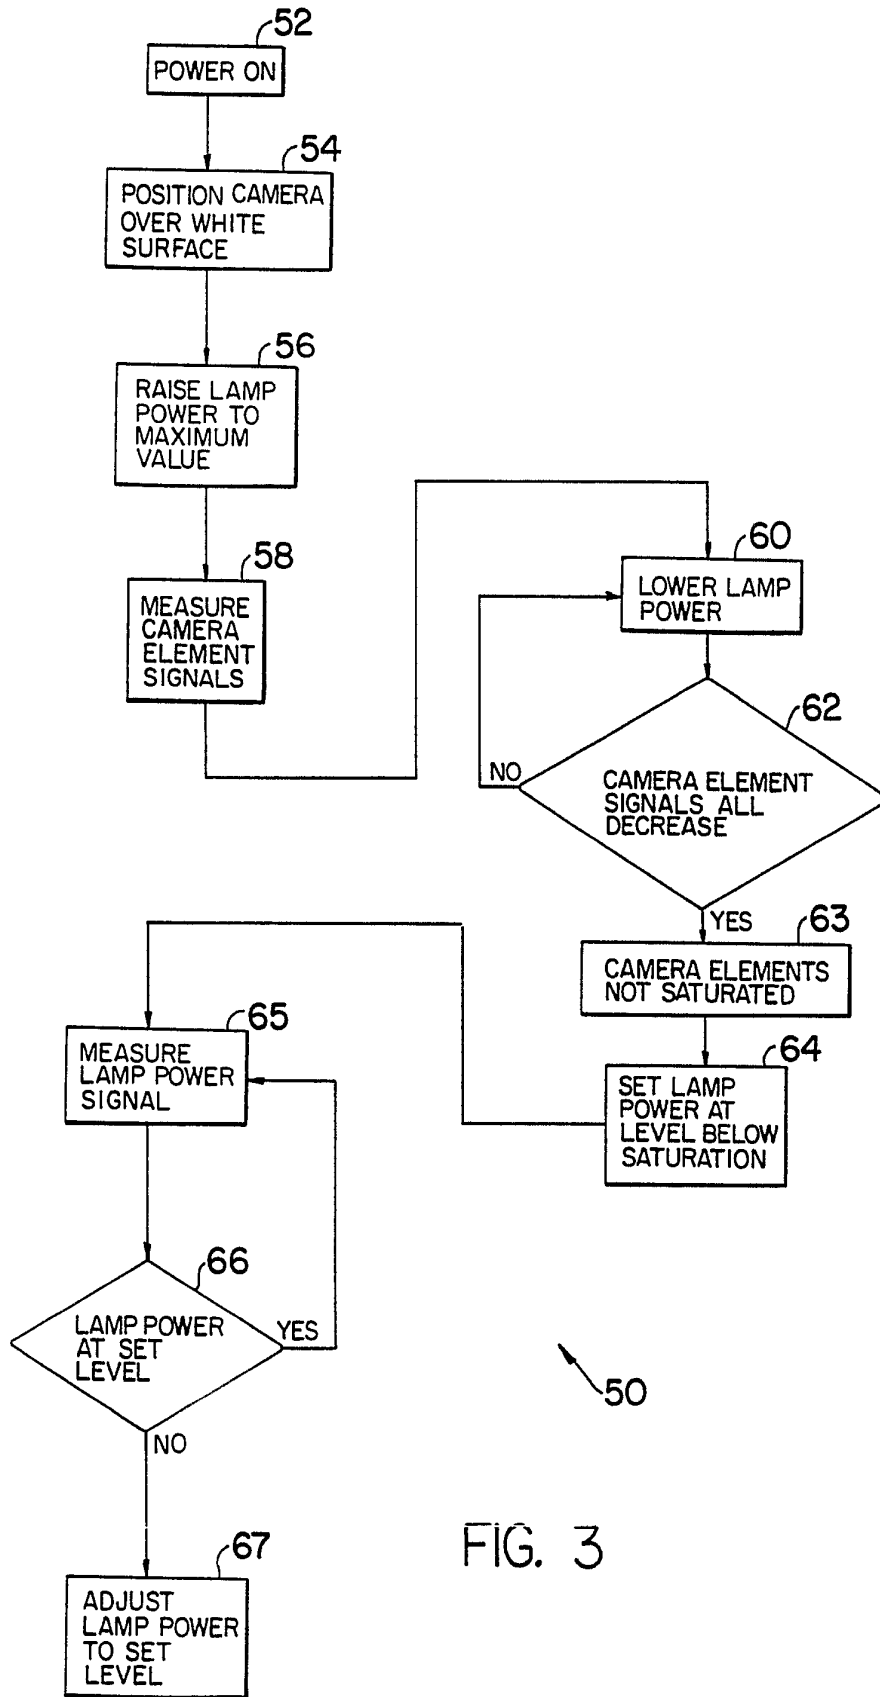 52
POWER ON
54
POSITION CAMERA
OVER WHITE
SURFACE
56
RAISE LAMP
POWER TO
MAXIMUM
VALUE
58
MEASURE
CAMERA
ELEMENT
SIGNALS
60
LOWER LAMP
POWER
62
NO
CAMERA ELEMENT
SIGNALS ALL
DECREASE
YES
63
CAMERA ELEMENTS
NOT SATURATED
64
SET LAMP
POWER AT
LEVEL BELOW
SATURATION
65
MEASURE
LAMP POWER
SIGNAL
66
LAMP POWER
AT SET
LEVEL
YES
NO
50
67
ADJUST
LAMP POWER
TO SET
LEVEL
FIG. 3